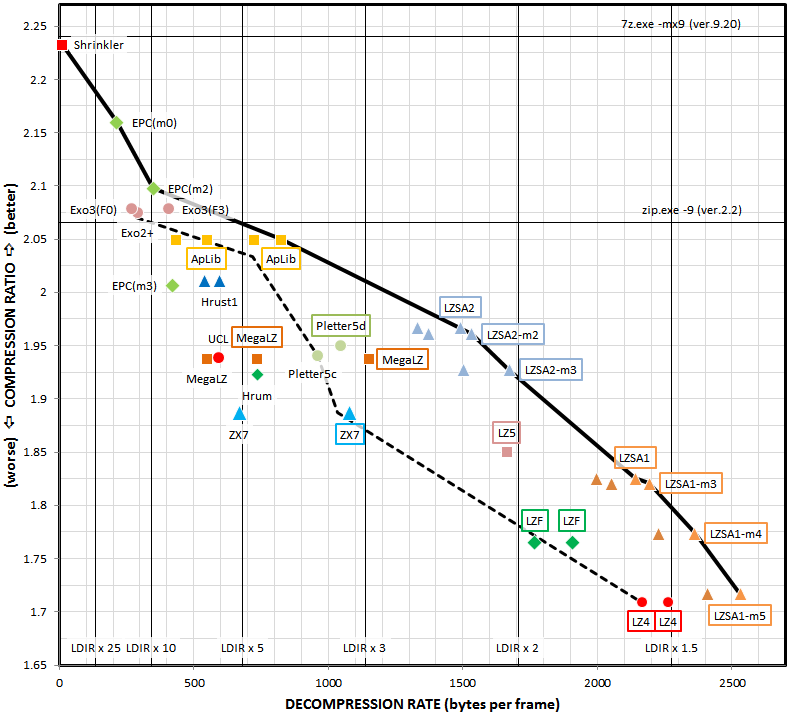 2.25
7z.exe -mx9 (ver.9.20)
Shrinkler
2.2
2.15
EPC(m0)
2.1
EPC(m2)
Exo3(F0)
Exo3(F3)
zip.exe -9 (ver.2.2)
Exo2+
2.05
ApLib
ApLib
EPC(m3)
2
Hrust1
LZSA2
Pletter5d
UCL
MegaLZ
LZSA2-m2
1.95
MegaLZ
LZSA2-m3
Pletter5c
MegaLZ
Hrum
1.9
ZX7
ZX7
LZ5
1.85
LZSA1
LZSA1-m3
1.8
LZF
LZF
LZSA1-m4
1.75
1.7
LZ4
LZ4
LZSA1-m5
LDIR x 25
LDIR x 10
LDIR x 5
LDIR x 3
LDIR x 2
LDIR x 1.5
1.65
0
500
1000
1500
2000
2500
DECOMPRESSION RATE (bytes per frame)
(worse) ⇦ COMPRESSION RATIO ⇨ (better)